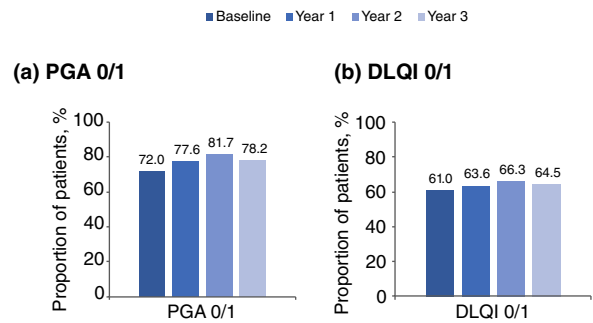 Baseline Year 1 Year 2 Year 3
(a) PGA 0/1
Proportion of patients, %
100
80
60
40
20
0
72.0
77.6
81.7
78.2
PGA 0/1
(b) DLQI 0/1
Proportion of patients, %
100
80
60
40
20
0
61.0
63.6
66.3
64.5
DLQI 0/1